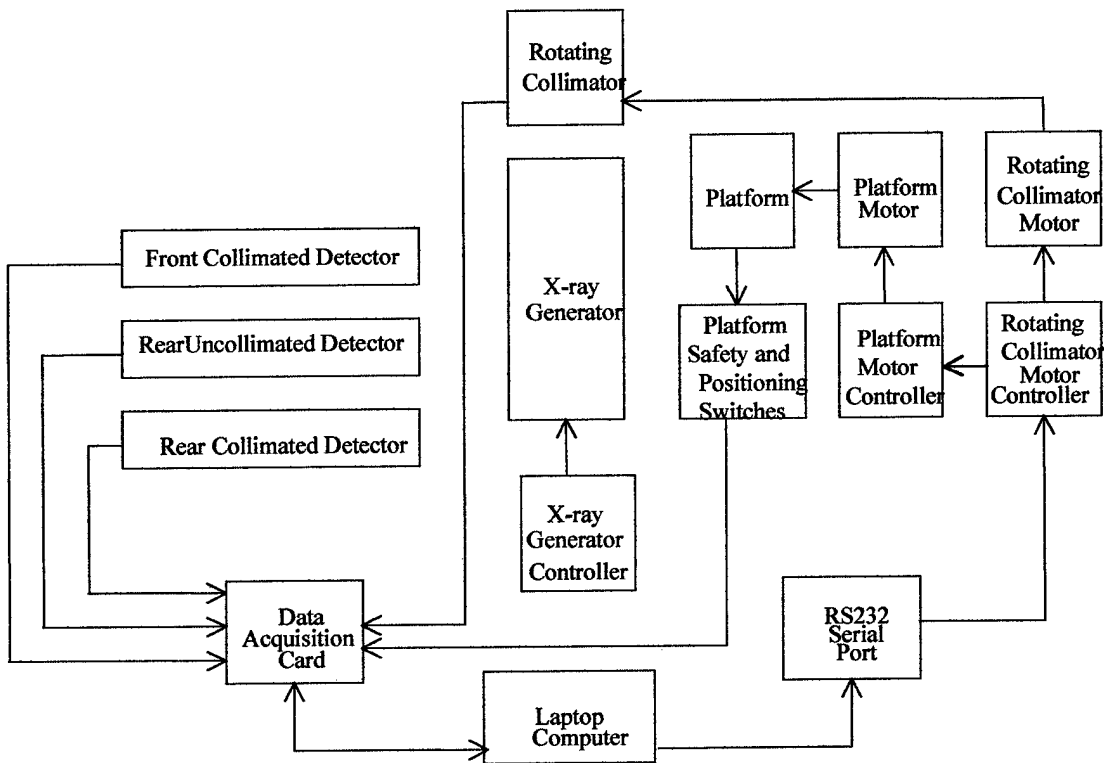 Rotating
Collimator
Platform
Platform
Motor
Rotating
Collimator
Motor
Front Collimated Detector
RearUncollimated Detector
Rear Collimated Detector
X-ray
Generator
Platform
Safety and
Positioning
Switches
Platform
Motor
Controller
Rotating
Collimator
Motor
Controller
X-ray
Generator
Controller
Data
Acquisition
Card
RS232
Serial
Port
Laptop
Computer